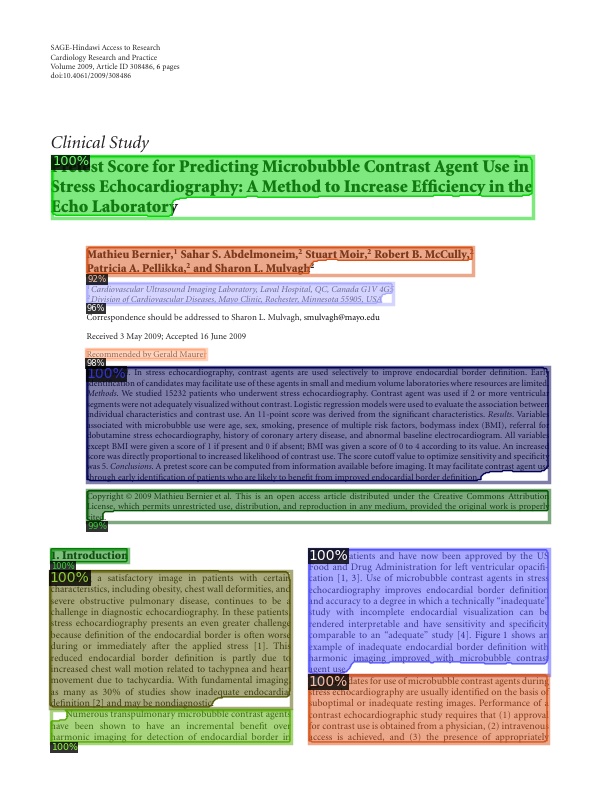 SAGE-Hindawi Access to Research
Cardiology Research and Practice
Volume 2009, Article ID 308486, 6 pages
doi:10.4061/2009/308486
Clinical Study
100%
Score for Predicting Microbubble Contrast Agent Use in
Stress Echocardiography: A Method to Increase Efficiency in the
Echo Laboratory
Mathieu Bernier,1 Sahar S. Abdelmoneim,2 Stuart Moir,2 Robert B. McCully,2
Patricia A. Pellikka,2 and Sharon L. Mulvagh2
92%
Cardiovascular Ultrasound Imaging Laboratory, Laval Hospital, QC, Canada G1V 4G5
Division of Cardiovascular Diseases, Mayo Clinic, Rochester, Minnesota 55905, USA
96%
Correspondence should be addressed to Sharon L. Mulvagh, smulvagh@mayo.edu
Received 3 May 2009; Accepted 16 June 2009
Recommended by Gerald Maurer
98%
100%
In stress echocardiography, contrast agents are used selectively to improve endocardial border definition. Early
identification of candidates may facilitate use of these agents in small and medium volume laboratories where resources are limited.
Methods. We studied 15232 patients who underwent stress echocardiography. Contrast agent was used if 2 or more ventricular
segments were not adequately visualized without contrast. Logistic regression models were used to evaluate the association between
individual characteristics and contrast use. An 11-point score was derived from the significant characteristics. Results. Variables
associated with microbubble use were age, sex, smoking, presence of multiple risk factors, bodymass index (BMI), referral for
dobutamine stress echocardiography, history of coronary artery disease, and abnormal baseline electrocardiogram. All variables
except BMI were given a score of 1 if present and 0 if absent; BMI was given a score of 0 to 4 according to its value. An increased
score was directly proportional to increased likelihood of contrast use. The score cutoff value to optimize sensitivity and specificity
was 5. Conclusions. A pretest score can be computed from information available before imaging. It may facilitate contrast agent use
through early identification of patients who are likely to benefit from improved endocardial border definition.
Copyright © 2009 Mathieu Bernier et al. This is an open access article distributed under the Creative Commons Attribution
License, which permits unrestricted use, distribution, and reproduction in any medium, provided the original work is properly
cited.
99%
1. Introduction
100%
100%
a satisfactory image in patients with certain
characteristics, including obesity, chest wall deformities, and
severe obstructive pulmonary disease, continues to be a
challenge in diagnostic echocardiography. In these patients,
stress echocardiography presents an even greater challenge
because definition of the endocardial border is often worse
during or immediately after the applied stress [1]. This
reduced endocardial border definition is partly due to
increased chest wall motion related to tachypnea and heart
movement due to tachycardia. With fundamental imaging
as many as 30% of studies show inadequate endocardial
definition [2] and may be nondiagnostic.
Numerous transpulmonary microbubble contrast agents
have been shown to have an incremental benefit over
harmonic imaging for detection of endocardial border in
100%
100%
patients and have now been approved by the US
Food and Drug Administration for left ventricular opacifi-
cation [1, 3]. Use of microbubble contrast agents in stress
echocardiography improves endocardial border definition
and accuracy to a degree in which a technically "inadequate"
study with incomplete visualization of segments can be
rendered interpretable and have sensitivity and specificity
comparable to an "adequate" study [4]. Figure 1 shows an
example of inadequate endocardial border definition with
harmonic imaging improved with microbubble contrast
agent use.
100%
for use of microbubble contrast agents during
stress echocardiography are usually identified on the basis of
suboptimal or inadequate resting images. Performance of a
contrast echocardiographic study requires that (1) approval
for contrast use is obtained from a physician, (2) intravenous
access is achieved, and (3) the presence of appropriately